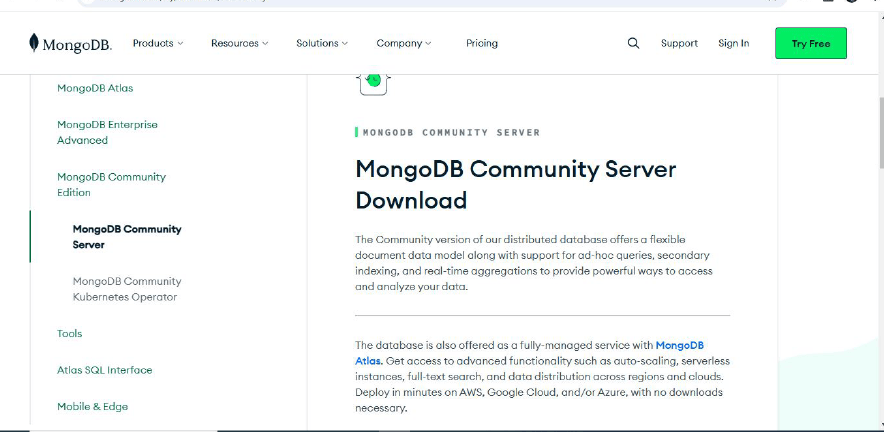 MongoDB.
Products
Resources
Solutions
Company
Pricing
Support
Sign In
Try Free
MongoDB Atlas
MongoDB Enterprise
Advanced
MongoDB Community
Edition
MongoDB Community
Server
MongoDB Community
Kubernetes Operator
Tools
Atlas SQL Interface
Mobile & Edge
MONGODB COMMUNITY SERVER
MongoDB Community Server
Download
The Community version of our distributed database offers a flexible
document data model along with support for ad-hoc queries, secondary
indexing, and real-time aggregations to provide powerful ways to access
and analyze your data.
The database is also offered as a fully-managed service with MongoDB
Atlas. Get access to advanced functionality such as auto-scaling, serverless
instances, full-text search, and data distribution across regions and clouds.
Deploy in minutes on AWS, Google Cloud, and/or Azure, with no downloads
necessary.